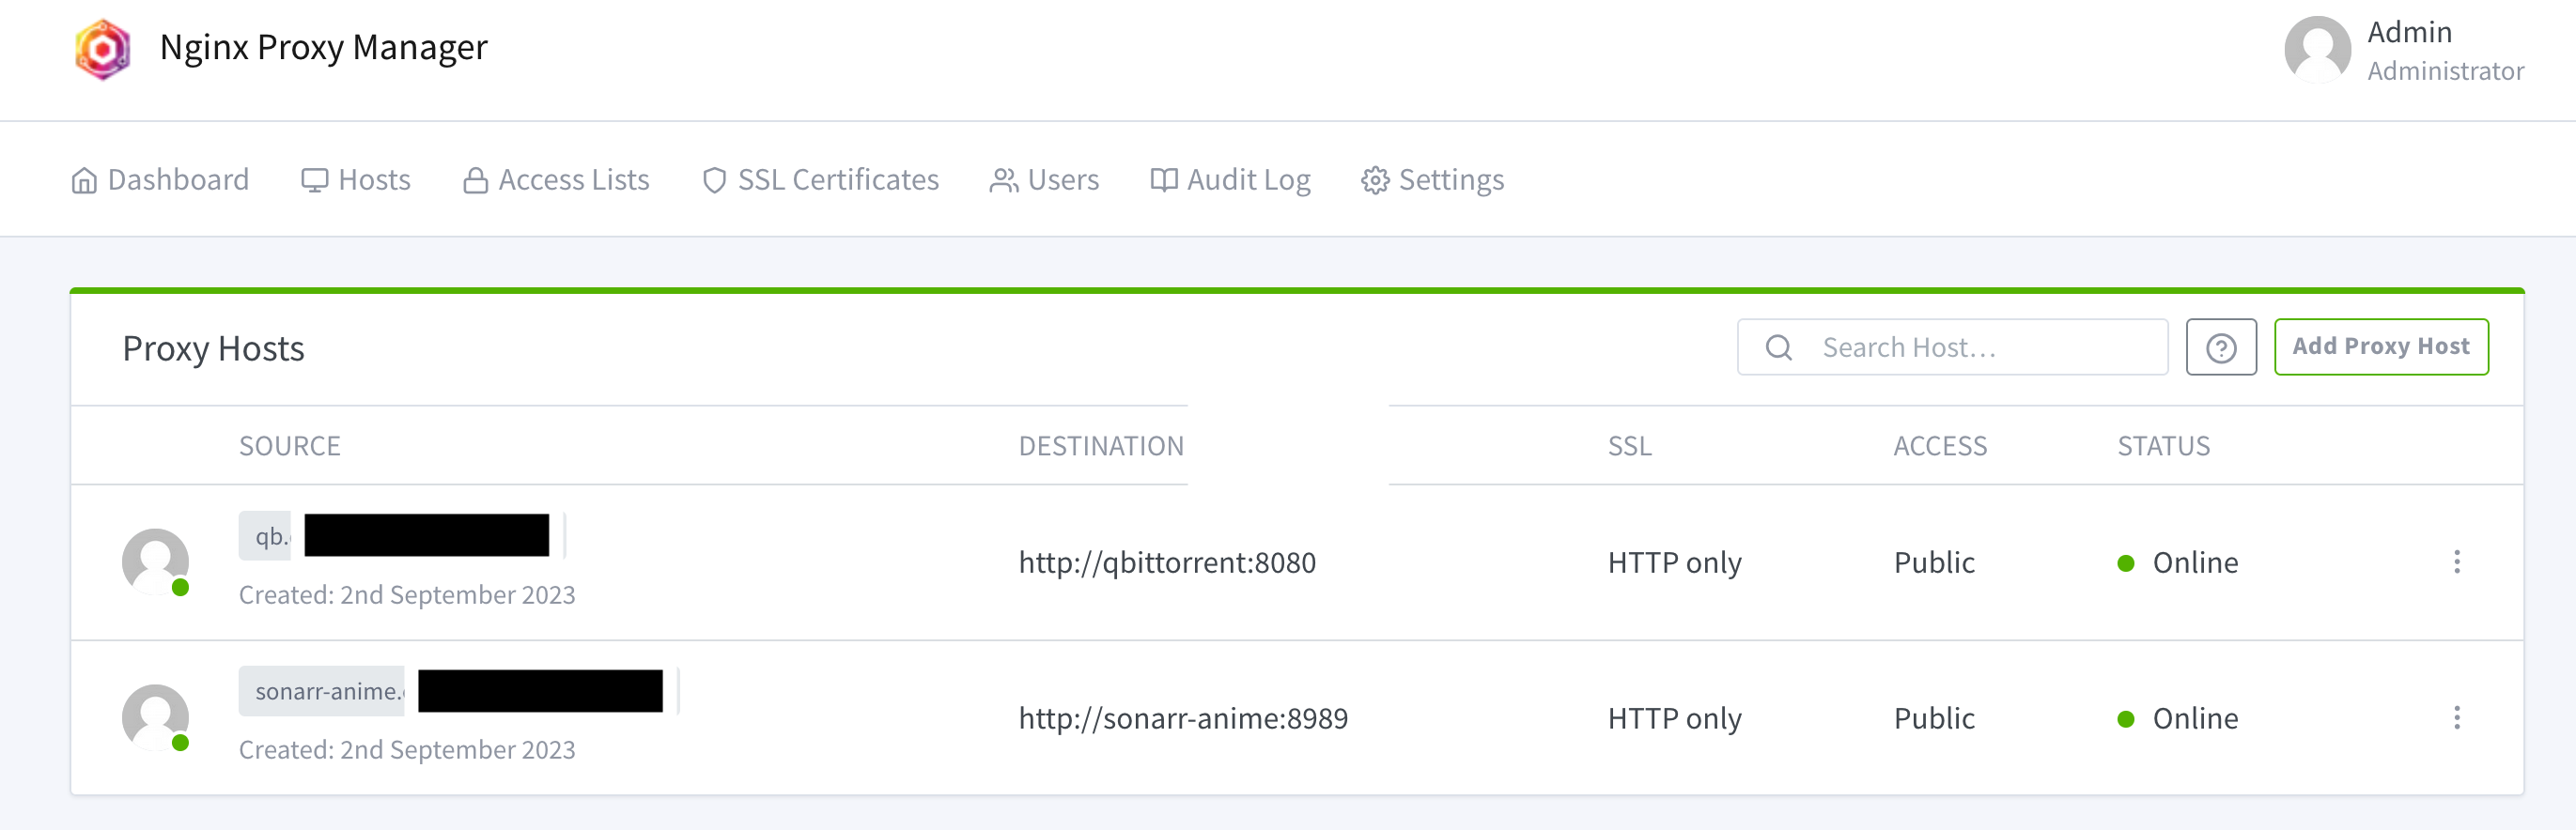 Nginx Proxy Manager
Admin
Administrator
Dashboard Hosts Access Lists SSL Certificates Users Audit Log Settings
Proxy Hosts Search Host… Add Proxy Host
SOURCE DESTINATION SSL ACCESS STATUS
qb.
http://qbittorrent:8080 HTTP only Public Online
Created: 2nd September 2023
sonarr-anime.
http://sonarr-anime:8989 HTTP only Public Online
Created: 2nd September 2023